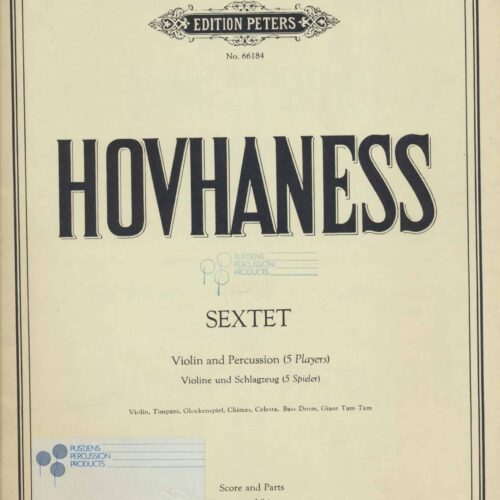 EDITION PETERS
No. 66184
HOVHANESS
PUSTJENS
PERCUSSION
PRODUCTS
SEXTET
Violin and Percussion (5 Players)
Violine und Schlagzeug (5 Spieler)
Violin, Timpani, Glockenspiel, Chimes, Celesta, Bass Drum, Giant Tam Tam
PUSTJENS
PERCUSSION
PRODUCTS
Score and Parts